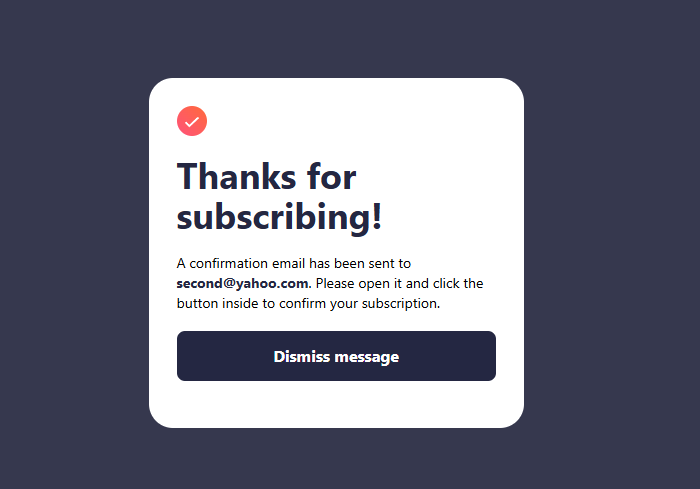 Thanks for
subscribing!
A confirmation email has been sent to
second@yahoo.com. Please open it and click the
button inside to confirm your subscription.
Dismiss message